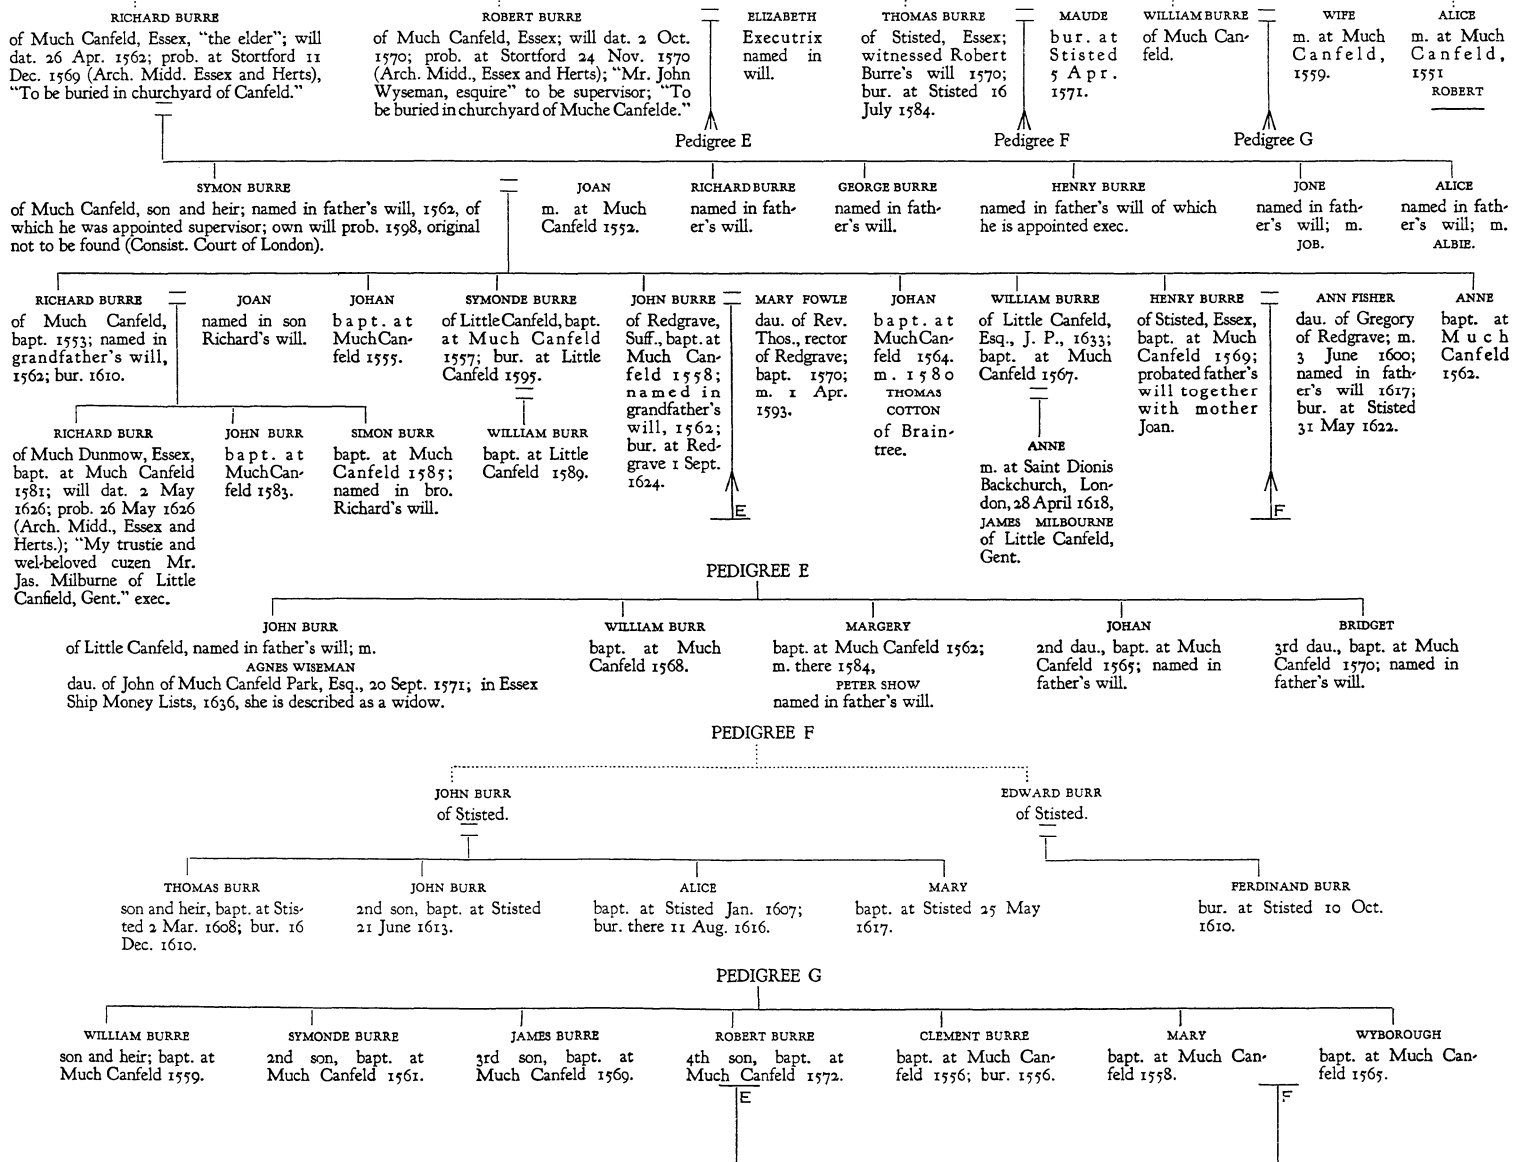 RICHARD BURRE
of Much Canfeld, Essex, "the elder"; will
dat. 26 Apr. 1562; prob. at Stortford 11
Dec. 1569 (Arch. Midd. Essex and Herts),
"To be buried in churchyard of Canfeld."
ROBERT BURRE
of Much Canfeld, Essex; will dat. 2 Oct.
1570; prob. at Stortford 24 Nov. 1570
(Arch. Midd., Essex and Herts); "Mr. John
Wyseman, esquire" to be supervisor; "To
be buried in churchyard of Muche Canfelde."
ELIZABETH
Executrix
named in
will.
Pedigree E
THOMAS BURRE
of Stisted, Essex;
witnessed Robert
Burre's will 1570;
bur. at Stisted 16
July 1584.
MAUDE
bur. at
Stisted
5 Apr.
1571.
Pedigree F
WILLIAM BURRE
of Much Can-
feld.
WIFE
m. at Much
Canfeld,
1559.
Pedigree G
ALICE
m. at Much
Canfeld,
1551
ROBERT
SYMON BURRE
of Much Canfeld, son and heir; named in father's will, 1562, of
which he was appointed supervisor; own will prob. 1598, original
not to be found (Consist. Court of London).
JOAN
m. at Much
Canfeld 1552.
RICHARD BURRE
named in fath-
er's will.
GEORGE BURRE
named in fath-
er's will.
HENRY BURRE
named in father's will of which
he is appointed exec.
JONE
named in fath-
er's will; m.
JOB.
ALICE
named in fath-
er's will; m.
ALBIE.
RICHARD BURRE
of Much Canfeld,
bapt. 1553; named in
grandfather's will,
1562; bur. 1610.
JOAN
named in son
Richard's will.
JOHAN
bapt. at
Much Can-
feld 1555.
SYMONDE BURRE
of Little Canfeld, bapt.
at Much Canfeld
1557; bur. at Little
Canfeld 1595.
JOHN BURRE
of Redgrave,
Suff., bapt. at
Much Can-
feld 1558;
named in
grandfather's
will, 1562;
bur. at Red-
grave 1 Sept.
1624.
E
MARY FOWLE
dau. of Rev.
Thos., rector
of Redgrave;
bapt. 1570;
m. 1 Apr.
1593.
JOHAN
bapt. at
Much Can-
feld 1564.
m. 1580
THOMAS
COTTON
of Brain-
tree.
WILLIAM BURRE
of Little Canfeld,
Esq., J. P., 1633;
bapt. at Much
Canfeld 1567.
HENRY BURRE
of Stisted, Essex,
bapt. at Much
Canfeld 1569;
probated father's
will together
with mother
Joan.
F
ANN FISHER
dau. of Gregory
of Redgrave; m.
3 June 1600;
named in fath-
er's will 1617;
bur. at Stisted
31 May 1622.
ANNE
bapt. at
Much
Canfeld
1562.
RICHARD BURR
of Much Dunmow, Essex,
bapt. at Much Canfeld
1581; will dat. 2 May
1626; prob. 26 May 1626
(Arch. Midd., Essex and
Herts.); "My trustie and
wel-beloved cuzen Mr.
Jas. Milburne of Little
Canfield, Gent." exec.
JOHN BURR
bapt. at
Much Can-
feld 1583.
SIMON BURR
bapt. at Much
Canfeld 1585;
named in bro.
Richard's will.
WILLIAM BURR
bapt. at Little
Canfeld 1589.
ANNE
m. at Saint Dionis
Backchurch, Lon-
don, 28 April 1618,
JAMES MILBOURNE
of Little Canfeld,
Gent.
PEDIGREE E
JOHN BURR
of Little Canfeld, named in father's will; m.
AGNES WISEMAN
dau. of John of Much Canfeld Park, Esq., 20 Sept. 1571; in Essex
Ship Money Lists, 1636, she is described as a widow.
WILLIAM BURR
bapt. at Much
Canfeld 1568.
MARGERY
bapt. at Much Canfeld 1562;
m. there 1584,
PETER SHOW
named in father's will.
JOHAN
2nd dau., bapt. at Much
Canfeld 1565; named in
father's will.
BRIDGET
3rd dau., bapt. at Much
Canfeld 1570; named in
father's will.
PEDIGREE F
JOHN BURR
of Stisted.
EDWARD BURR
of Stisted.
THOMAS BURR
son and heir, bapt. at Stis-
ted 2 Mar. 1608; bur. 16
Dec. 1610.
JOHN BURR
2nd son, bapt. at Stisted
21 June 1613.
ALICE
bapt. at Stisted Jan. 1607;
bur. there 11 Aug. 1616.
MARY
bapt. at Stisted 25 May
1617.
FERDINAND BURR
bur. at Stisted 10 Oct.
1610.
PEDIGREE G
WILLIAM BURRE
son and heir; bapt. at
Much Canfeld 1559.
SYMONDE BURRE
2nd son, bapt. at
Much Canfeld 1561.
JAMES BURRE
3rd son, bapt. at
Much Canfeld 1569.
ROBERT BURRE
4th son, bapt. at
Much Canfeld 1572.
CLEMENT BURRE
bapt. at Much Can-
feld 1556; bur. 1556.
MARY
bapt. at Much Can-
feld 1558.
WYBOROUGH
bapt. at Much Can-
feld 1565.
E
F